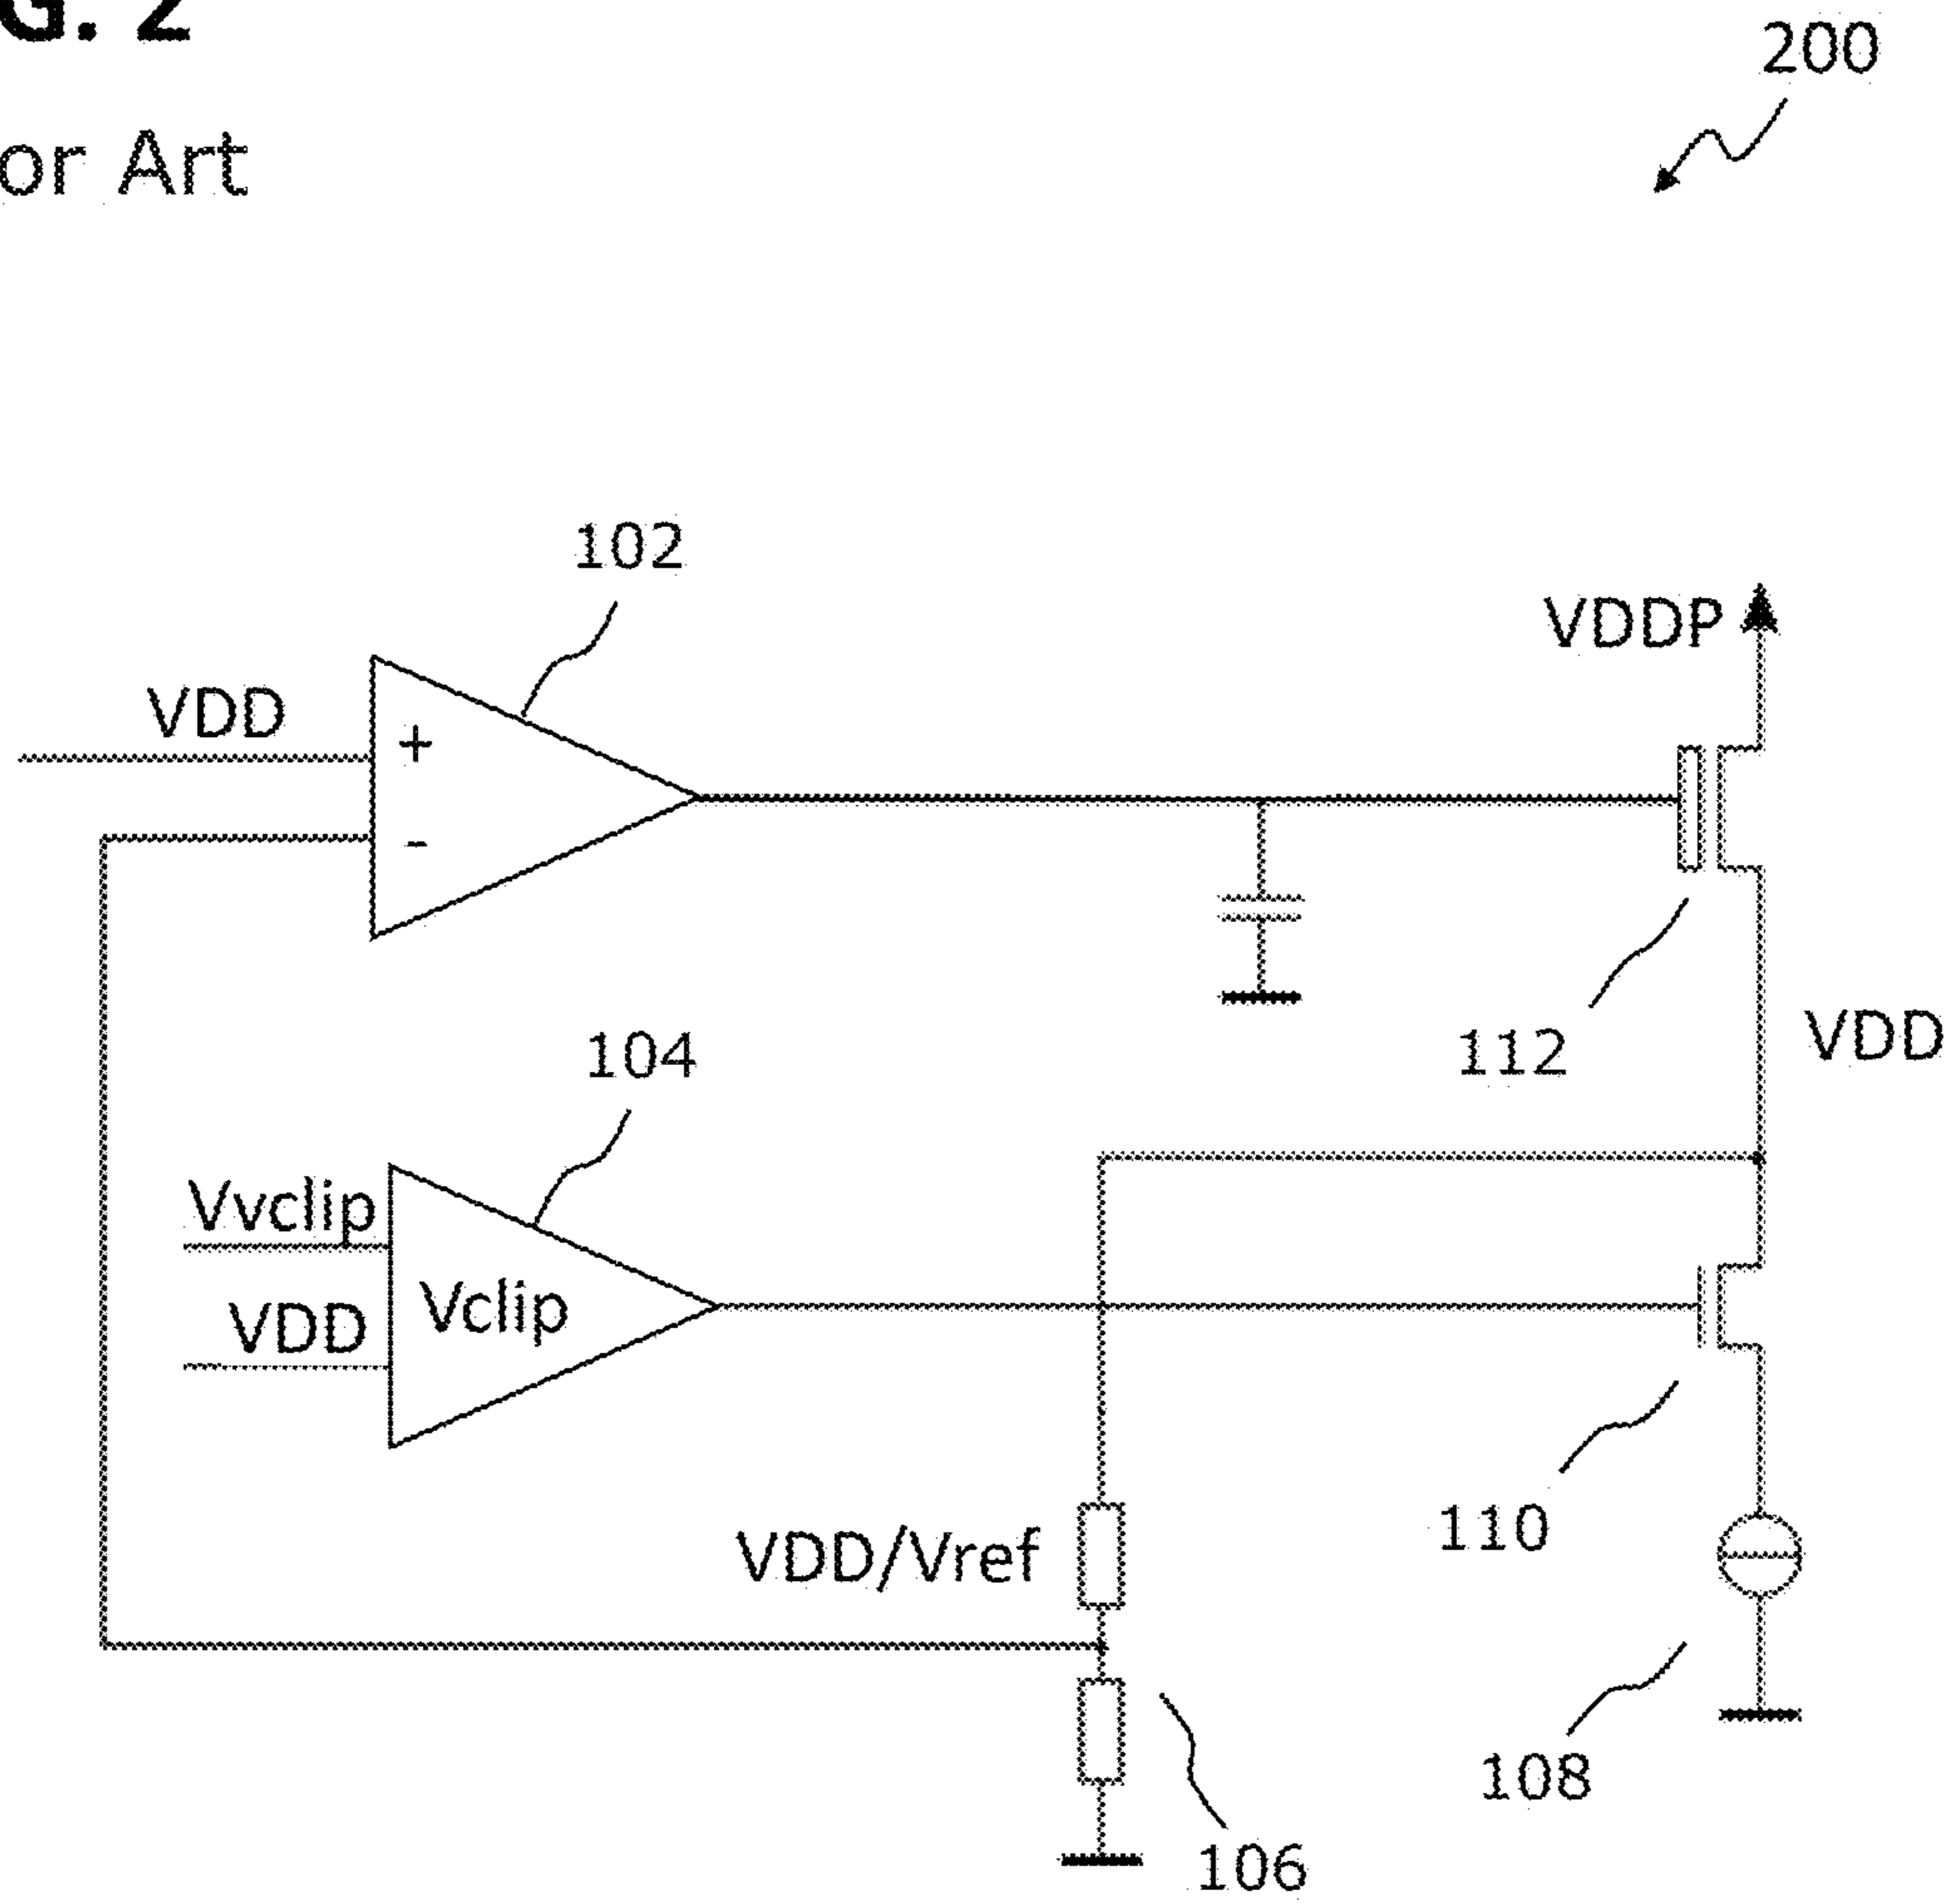 G. 2
or Art
200
102
VDDP
VDD
+
-
112
VDD
104
Vvclip
VDD
Vclip
110
VDD/Vref
108
106